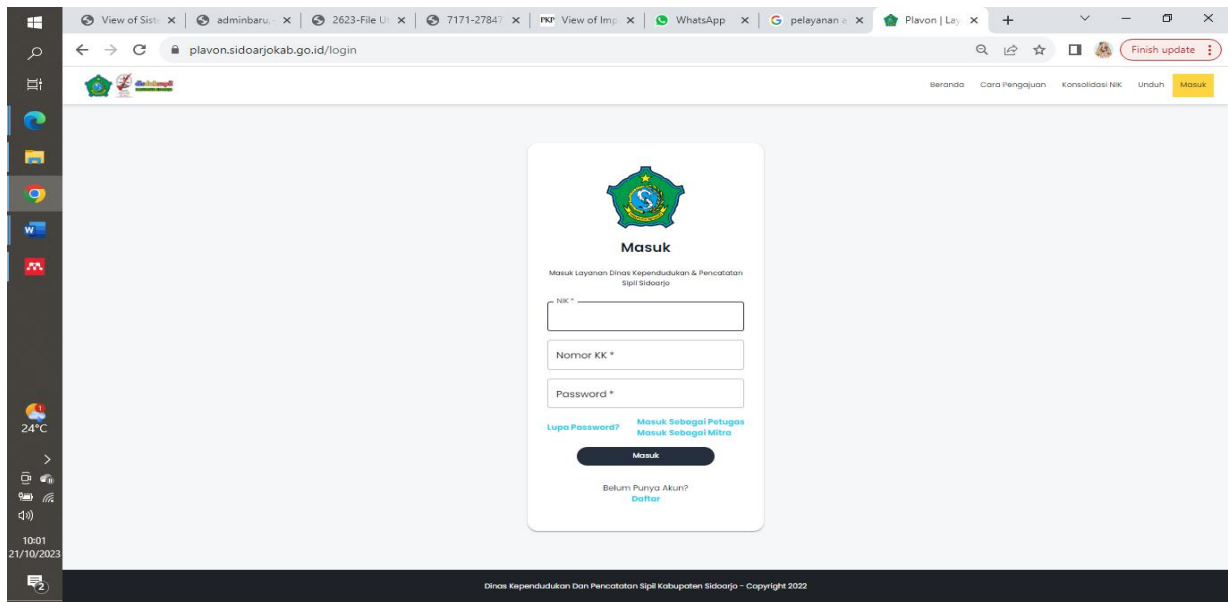 View of Sist
adminbaru,
2623-File U
7171-27847
PKP View of Imp
WhatsApp
pelayanan a
Plavon | Lay
plavon.sidoarjokab.go.id/login
Finish update
Beranda
Cara Pengajuan
Konsolidasi NIK
Unduh
Masuk
Masuk
Masuk Layanan Dinas Kependudukan & Pencatatan
Sipil Sidoarjo
NIK *
Nomor KK *
Password *
Lupa Password?
Masuk Sebagai Petugas
Masuk Sebagai Mitra
Masuk
Belum Punya Akun?
Daftar
24°C
10:01
21/10/2023
2
Dinas Kependudukan Dan Pencatatan Sipil Kabupaten Sidoarjo - Copyright 2022